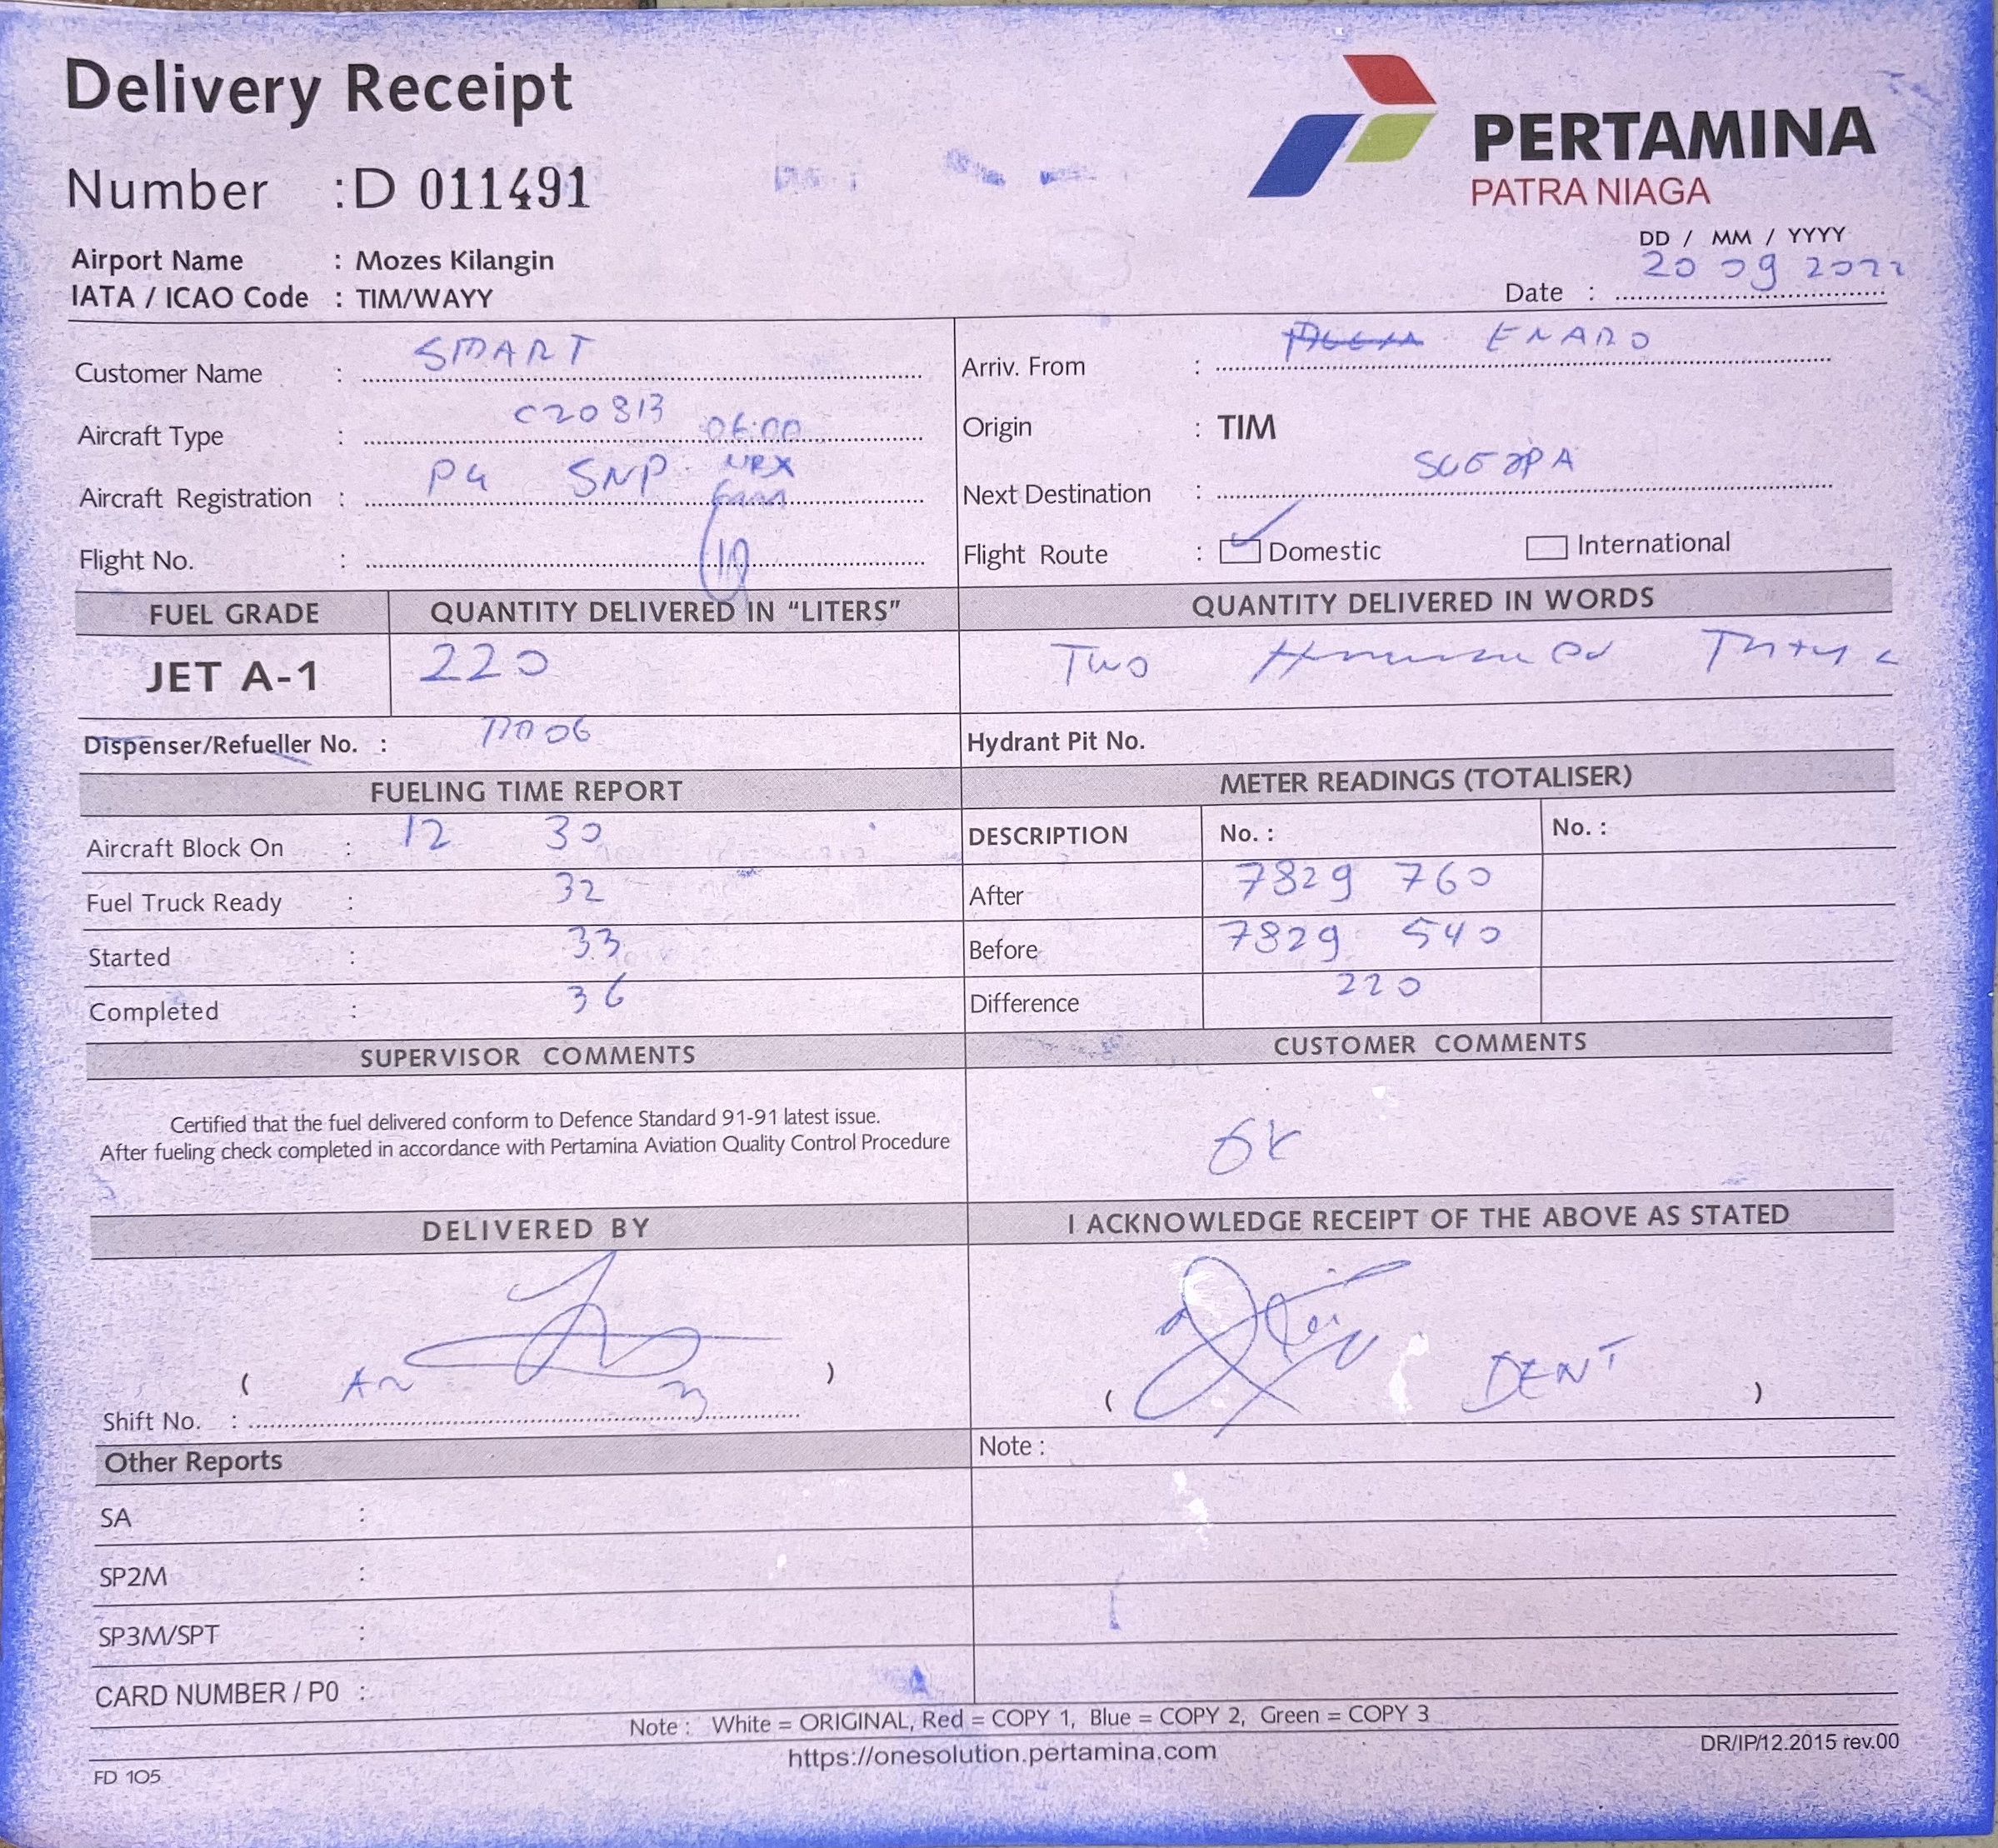 Delivery Receipt
Number : D 011491
PERTAMINA
PATRA NIAGA
Airport Name : Mozes Kilangin
IATA / ICAO Code : TIM/WAYY
DD / MM / YYYY
Date : 20 09 2022
Customer Name : SMART
Arriv. From : ENARO
Aircraft Type : C208B
06:00
Origin : TIM
Aircraft Registration : PK SNP
Next Destination :
Flight No. :
Flight Route : Domestic International
FUEL GRADE QUANTITY DELIVERED IN "LITERS" QUANTITY DELIVERED IN WORDS
JET A-1 220 Two
Dispenser/Refueller No. : Hydrant Pit No.
FUELING TIME REPORT METER READINGS (TOTALISER)
Aircraft Block On : 12 30
DESCRIPTION No. : No. :
Fuel Truck Ready : 32
After 7829 760
Started : 33
Before 7829 540
Completed : 36
Difference 220
SUPERVISOR COMMENTS CUSTOMER COMMENTS
Certified that the fuel delivered conform to Defence Standard 91-91 latest issue.
After fueling check completed in accordance with Pertamina Aviation Quality Control Procedure
OK
DELIVERED BY I ACKNOWLEDGE RECEIPT OF THE ABOVE AS STATED
( ) ( DENT )
Shift No. :
Other Reports Note :
SA :
SP2M :
SP3M/SPT :
CARD NUMBER / P0 :
Note : White = ORIGINAL, Red = COPY 1, Blue = COPY 2, Green = COPY 3
https://onesolution.pertamina.com
DR/IP/12.2015 rev.00
FD 105